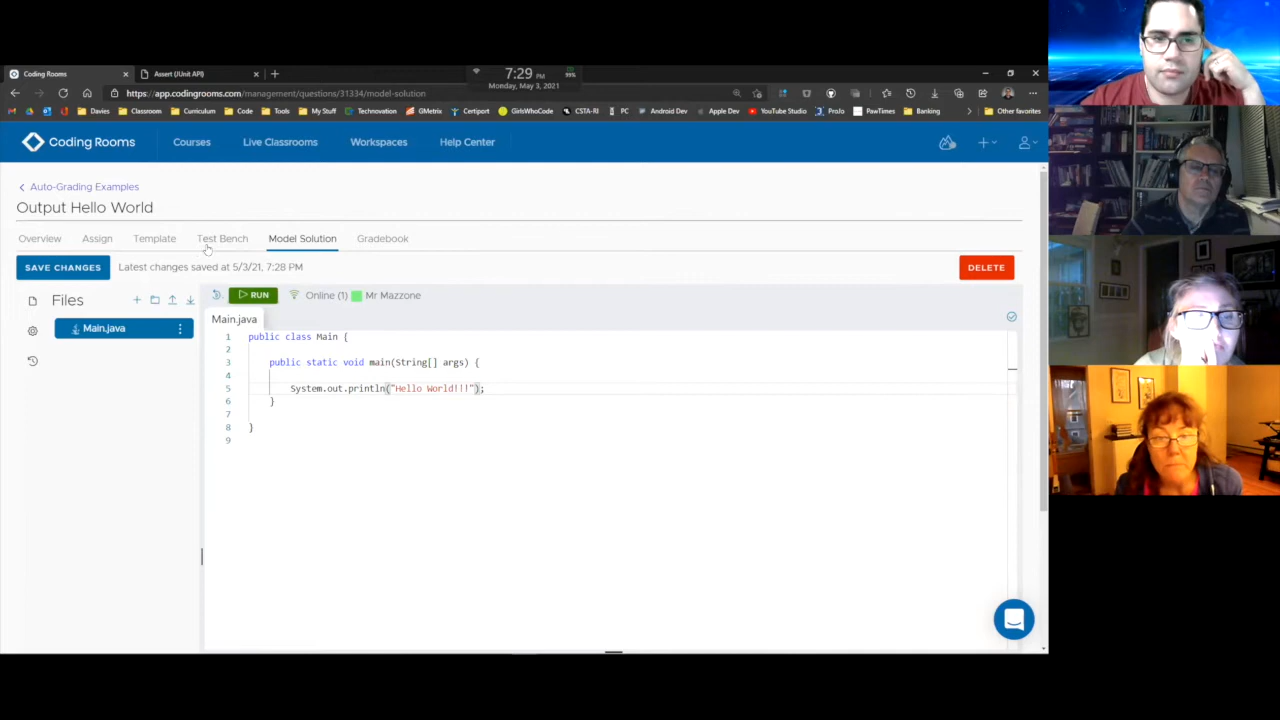 Coding Rooms
Assert (JUnit API)
7:29 PM
99%
Monday, May 3, 2021
https://app.codingrooms.com/management/questions/31334/model-solution
Davies
Classroom
Curriculum
Code
Tools
My Stuff
Technovation
GMetrix
Certiport
GirlsWhoCode
CSTA-RI
PC
Android Dev
Apple Dev
YouTube Studio
ProJo
PawTimes
Banking
Other favorites
Coding Rooms
Courses
Live Classrooms
Workspaces
Help Center
Auto-Grading Examples
Output Hello World
Overview
Assign
Template
Test Bench
Model Solution
Gradebook
SAVE CHANGES
Latest changes saved at 5/3/21, 7:28 PM
DELETE
Files
RUN
Online (1)
Mr Mazzone
Main.java
Main.java
1 public class Main {
2
3 public static void main(String[] args) {
4
5 System.out.println("Hello World!!!");
6 }
7
8 }
9